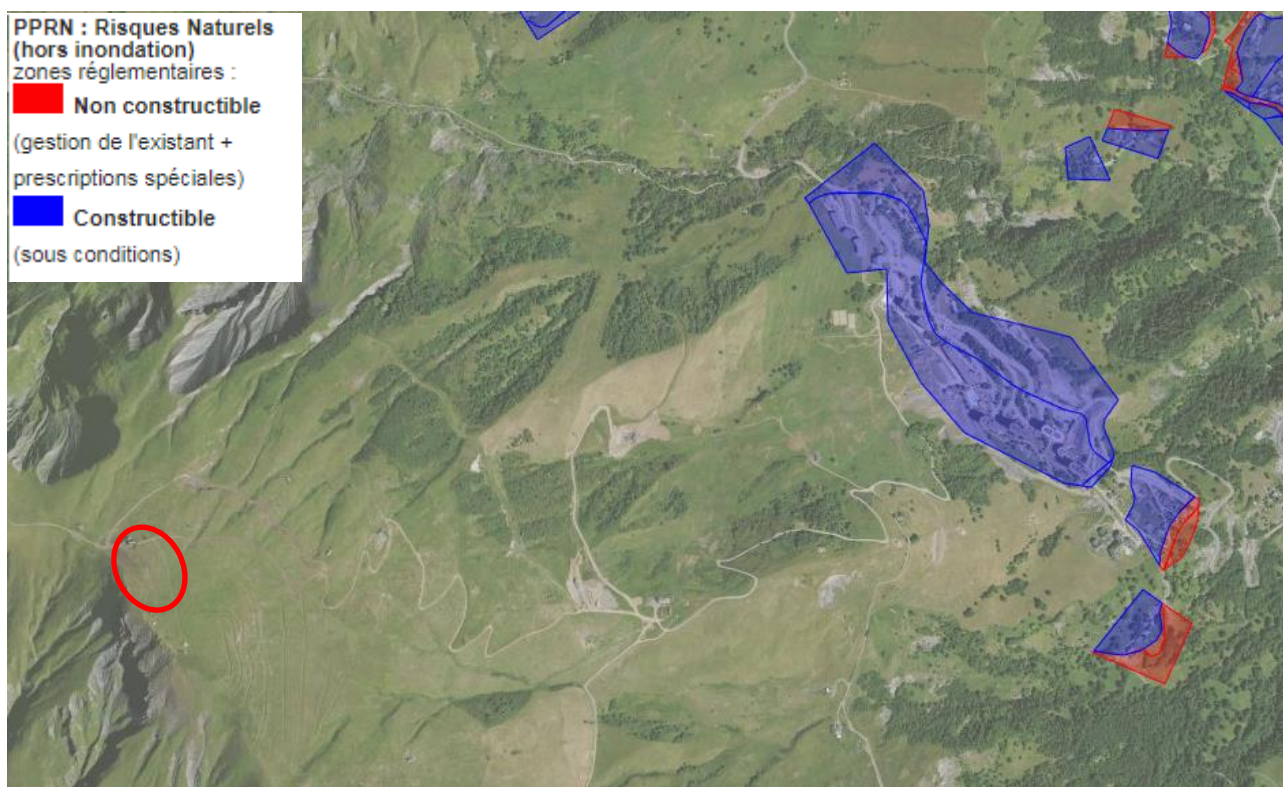 PPRN : Risques Naturels
(hors inondation)
zones réglementaires :
Non constructible
(gestion de l'existant +
prescriptions spéciales)
Constructible
(sous conditions)